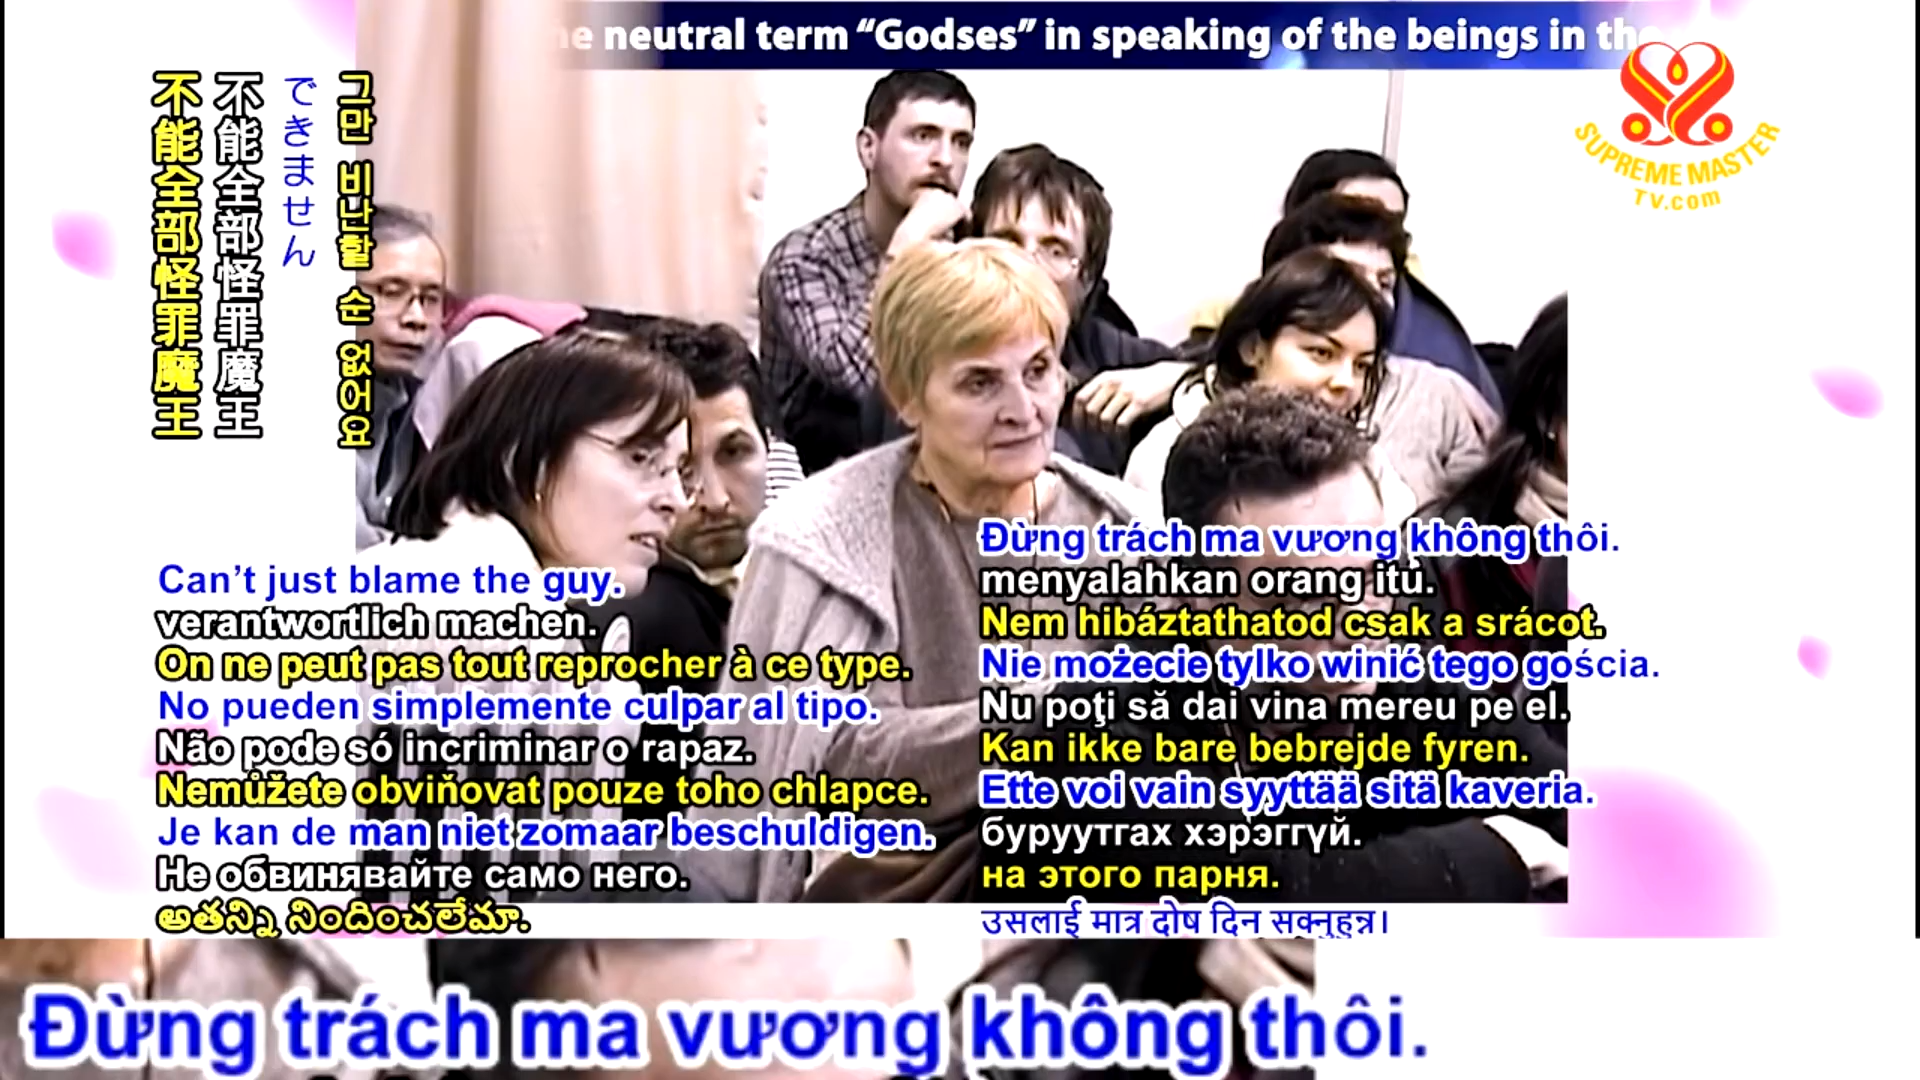 neutral term “Godses” in speaking of the beings in the
SUPREME MASTER
TV.com
그만 비난할 순 없어요
できません
不能全部怪罪魔王
不能全部怪罪魔王
Can’t just blame the guy.
verantwortlich machen.
On ne peut pas tout reprocher à ce type.
No pueden simplemente culpar al tipo.
Não pode só incriminar o rapaz.
Nemůžete obviňovat pouze toho chlapce.
Je kan de man niet zomaar beschuldigen.
Не обвинявайте само него.
అతన్ని నిందించలేమా.
Đừng trách ma vương không thôi.
menyalahkan orang itu.
Nem hibáztathatod csak a srácot.
Nie możecie tylko winić tego gościa.
Nu poţi să dai vina mereu pe el.
Kan ikke bare bebrejde fyren.
Ette voi vain syyttää sitä kaveria.
буруутгах хэрэггүй.
на этого парня.
उसलाई मात्र दोष दिन सक्नुहुन्न।
Đừng trách ma vương không thôi.